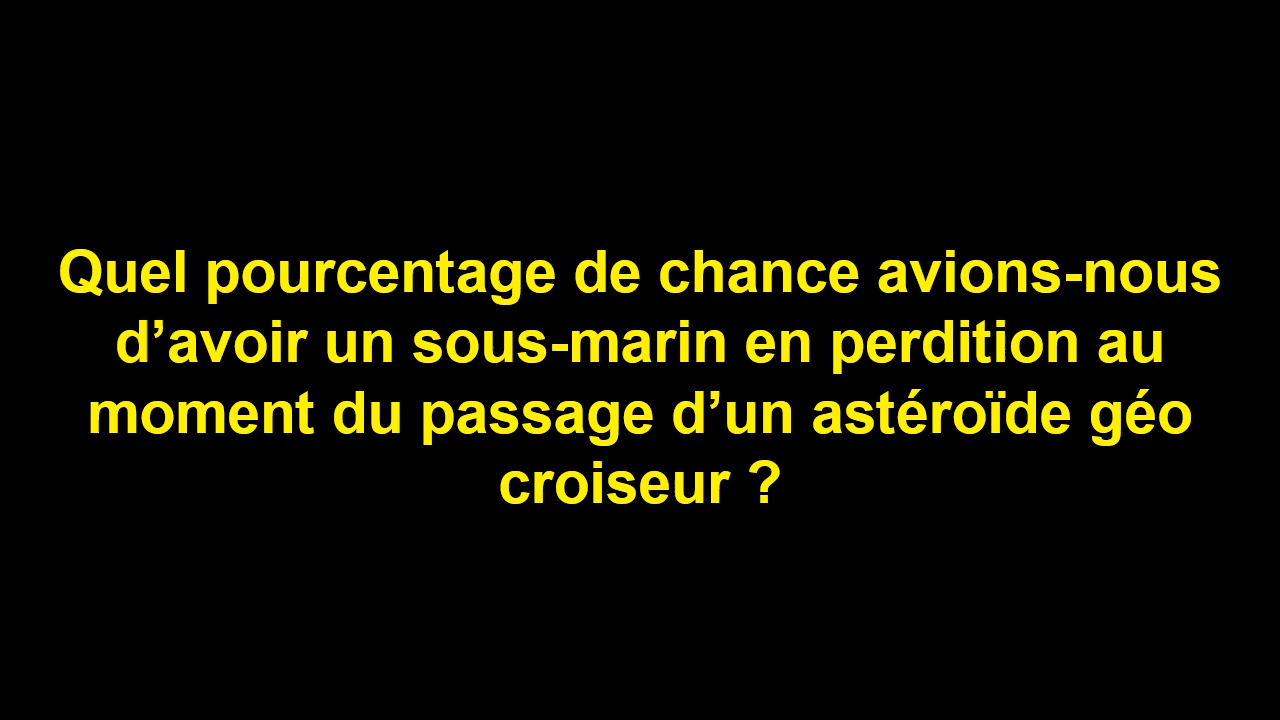 Quel pourcentage de chance avions-nous
d’avoir un sous-marin en perdition au
moment du passage d’un astéroïde géo
croiseur ?